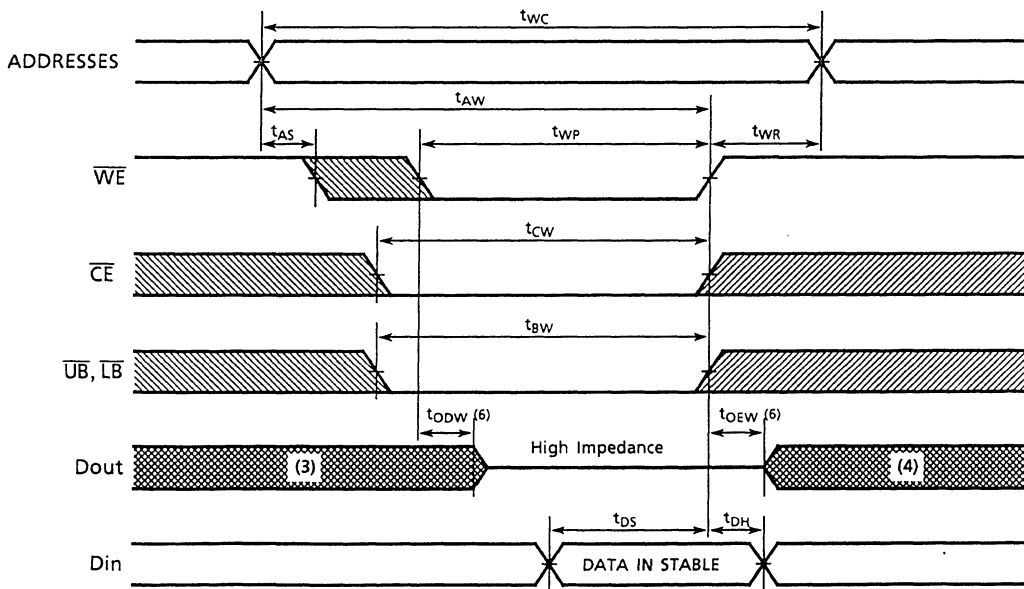 tWC
ADDRESSES
tAW
tAS
tWP
tWR
WE
tCW
CE
tBW
UB, LB
tODW (6)
tOEW (6)
High Impedance
Dout
(3)
(4)
tDS
tDH
Din
DATA IN STABLE